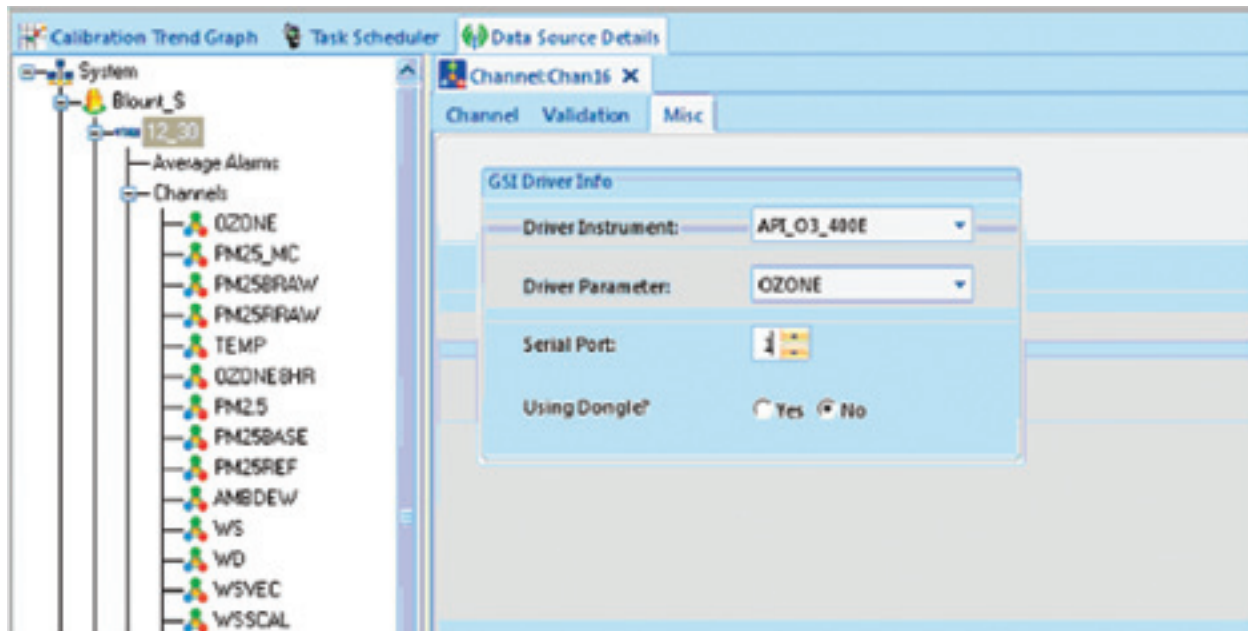 Calibration Trend Graph Task Scheduler Data Source Details
System
Blount_S
12_30
Average Alarms
Channels
OZONE
PM25_MC
PM25BRAW
PM25RRAW
TEMP
OZONE8HR
PM2.5
PM25BASE
PM25REF
AMBDEW
WS
WD
WSVEC
WSSCAL
Channel:Chan16
Channel Validation Misc
GSI Driver Info
Driver Instrument: API_O3_400E
Driver Parameter: OZONE
Serial Port: 1
Using Dongle? Yes No